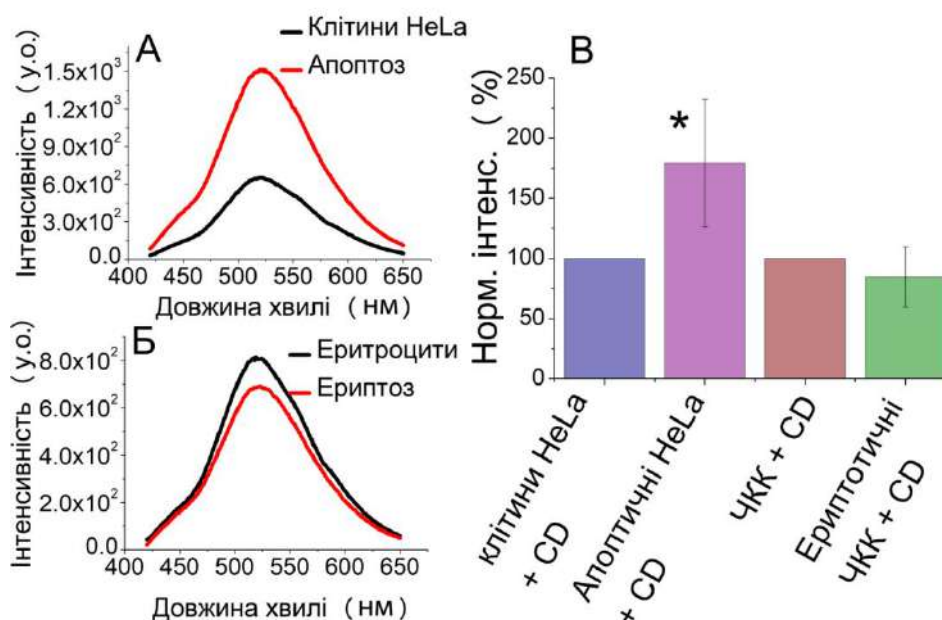 А
Клітини HeLa
Апоптоз
Інтенсивність ( у.о.)
1.5x10³
1.2x10³
9.0x10²
6.0x10²
3.0x10²
0.0
400 450 500 550 600 650
Довжина хвилі ( нм)
Б
Еритроцити
Ериптоз
Інтенсивність ( у.о.)
8.0x10²
6.0x10²
4.0x10²
2.0x10²
0.0
400 450 500 550 600 650
Довжина хвилі ( нм)
В
Норм. інтенс. ( %)
250
200
150
100
50
0
*
клітини HeLa
+ CD
Апоптичні HeLa
+ CD
ЧКК + CD
Ериптотичні
ЧКК + CD